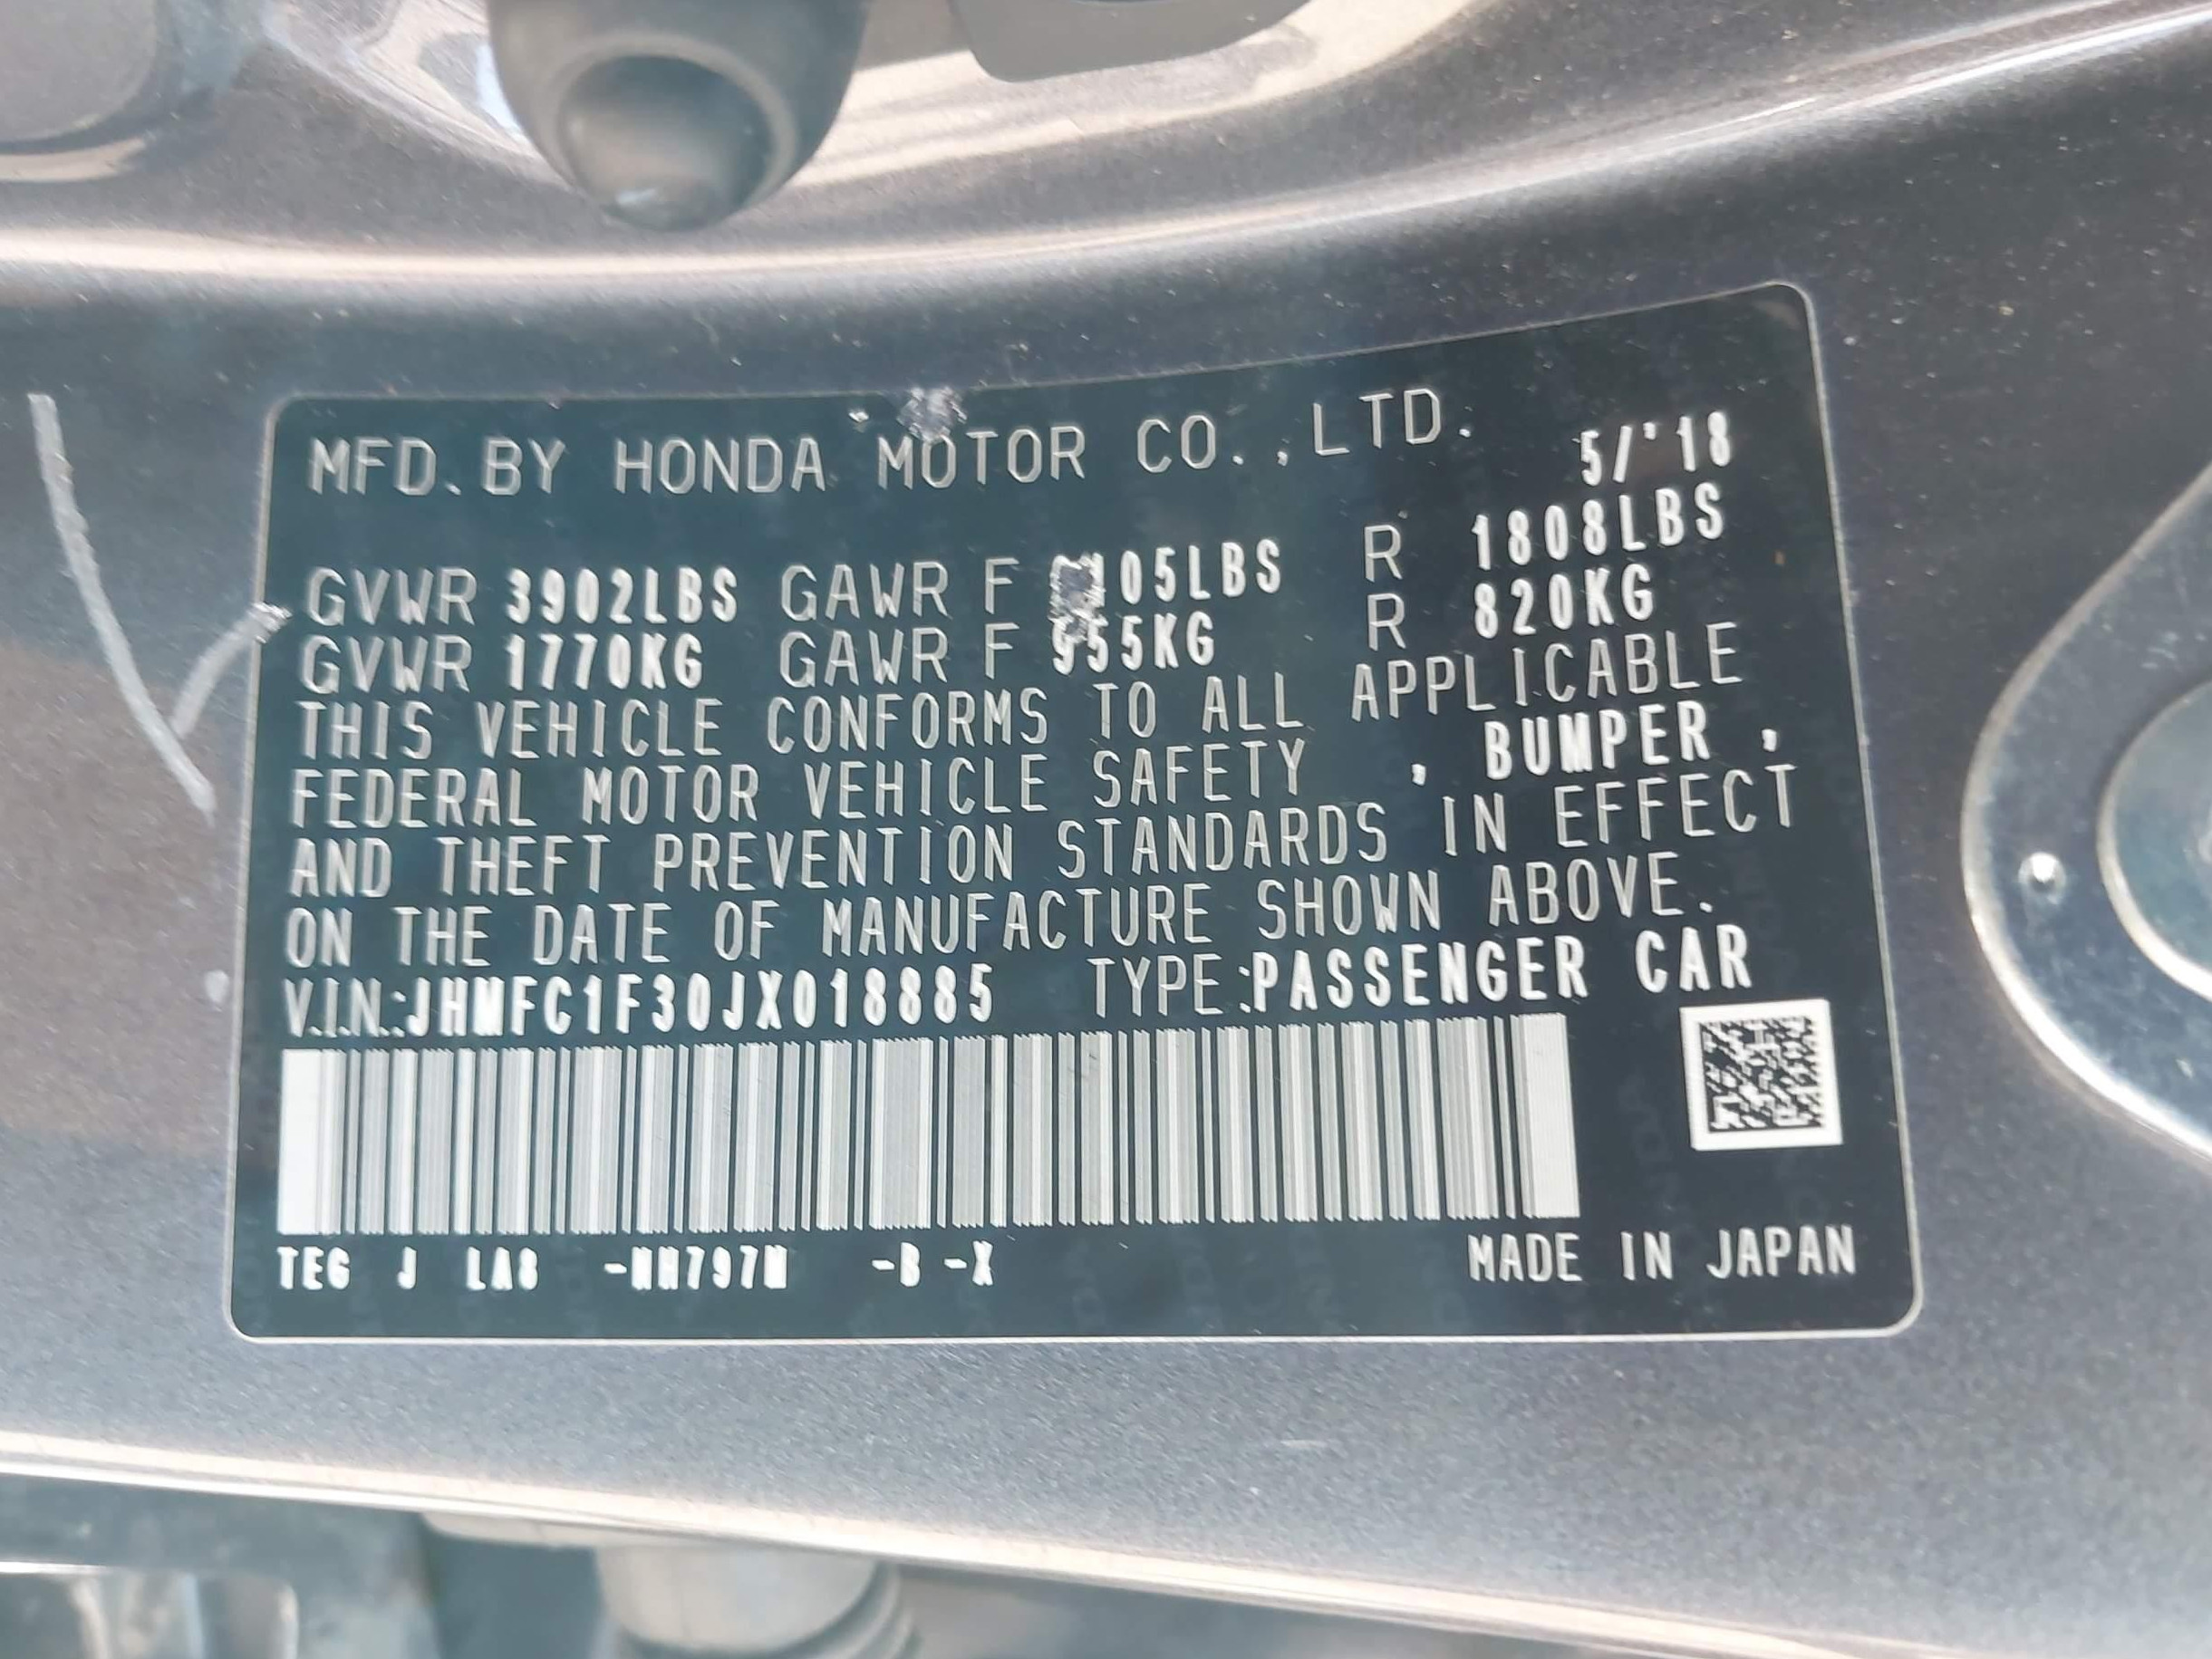 MFD. BY HONDA MOTOR CO., LTD. 5/'18
GVWR 3902LBS GAWR F R 1808LBS
GVWR 1770KG GAWR F 955KG R 820KG
THIS VEHICLE CONFORMS TO ALL APPLICABLE
FEDERAL MOTOR VEHICLE SAFETY , BUMPER ,
AND THEFT PREVENTION STANDARDS IN EFFECT
ON THE DATE OF MANUFACTURE SHOWN ABOVE.
V.I.N.:JHMFC1F30JX018885 TYPE:PASSENGER CAR
TEG J LA8 -NH797M -B -X MADE IN JAPAN